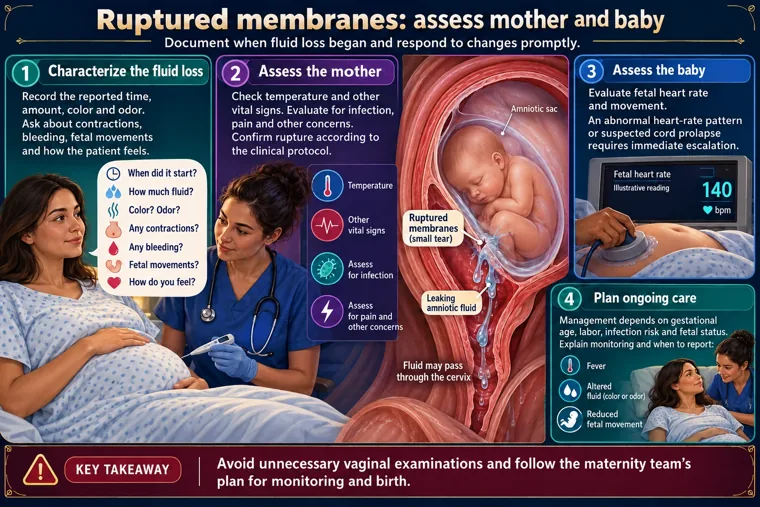 Ruptured membranes: assess mother and baby
Document when fluid loss began and respond to changes promptly.
1 Characterize the fluid loss
Record the reported time,
amount, color and odor.
Ask about contractions,
bleeding, fetal movements
and how the patient feels.
When did it start?
How much fluid?
Color? Odor?
Any contractions?
Any bleeding?
Fetal movements?
How do you feel?
2 Assess the mother
Check temperature and other
vital signs. Evaluate for infection,
pain and other concerns.
Confirm rupture according to
the clinical protocol.
Temperature
Other
vital signs
Assess
for infection
Assess
for pain and
other concerns
Amniotic sac
Ruptured
membranes
(small tear)
Leaking
amniotic fluid
Fluid may pass
through the cervix
3 Assess the baby
Evaluate fetal heart rate
and movement.
An abnormal heart-rate pattern
or suspected cord prolapse
requires immediate escalation.
Fetal heart rate
Illustrative reading
140
bpm
4 Plan ongoing care
Management depends on gestational
age, labor, infection risk and fetal status.
Explain monitoring and when to report:
Fever
Altered
fluid (color or odor)
Reduced
fetal movement
KEY TAKEAWAY
Avoid unnecessary vaginal examinations and follow the maternity team's
plan for monitoring and birth.